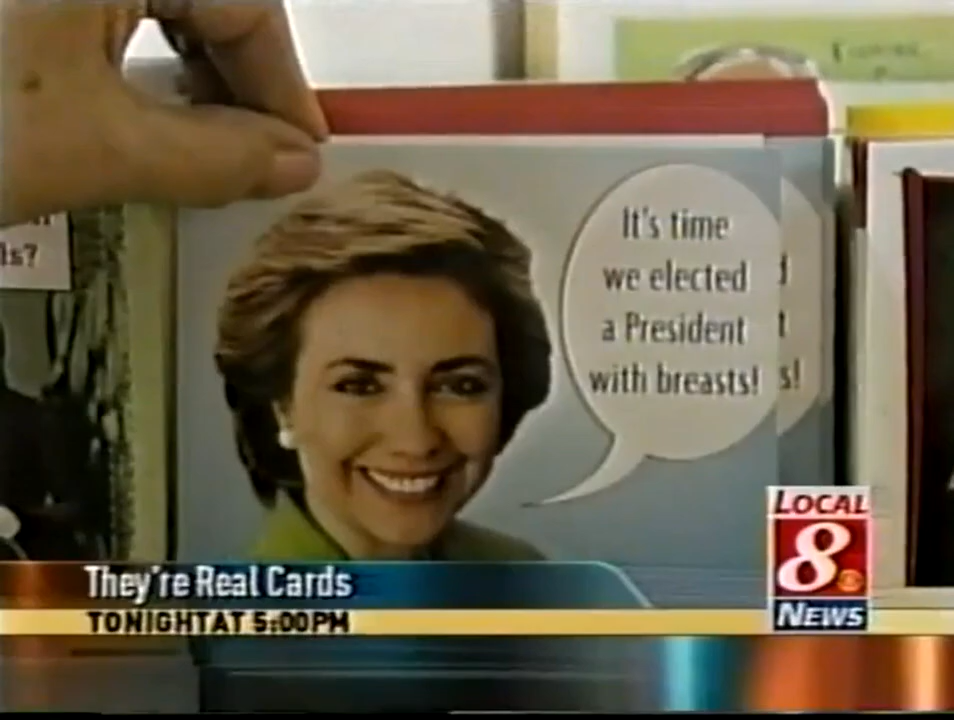 It's time
we elected
a President
with breasts!
They're Real Cards
TONIGHT AT 5:00PM
LOCAL
8
NEWS